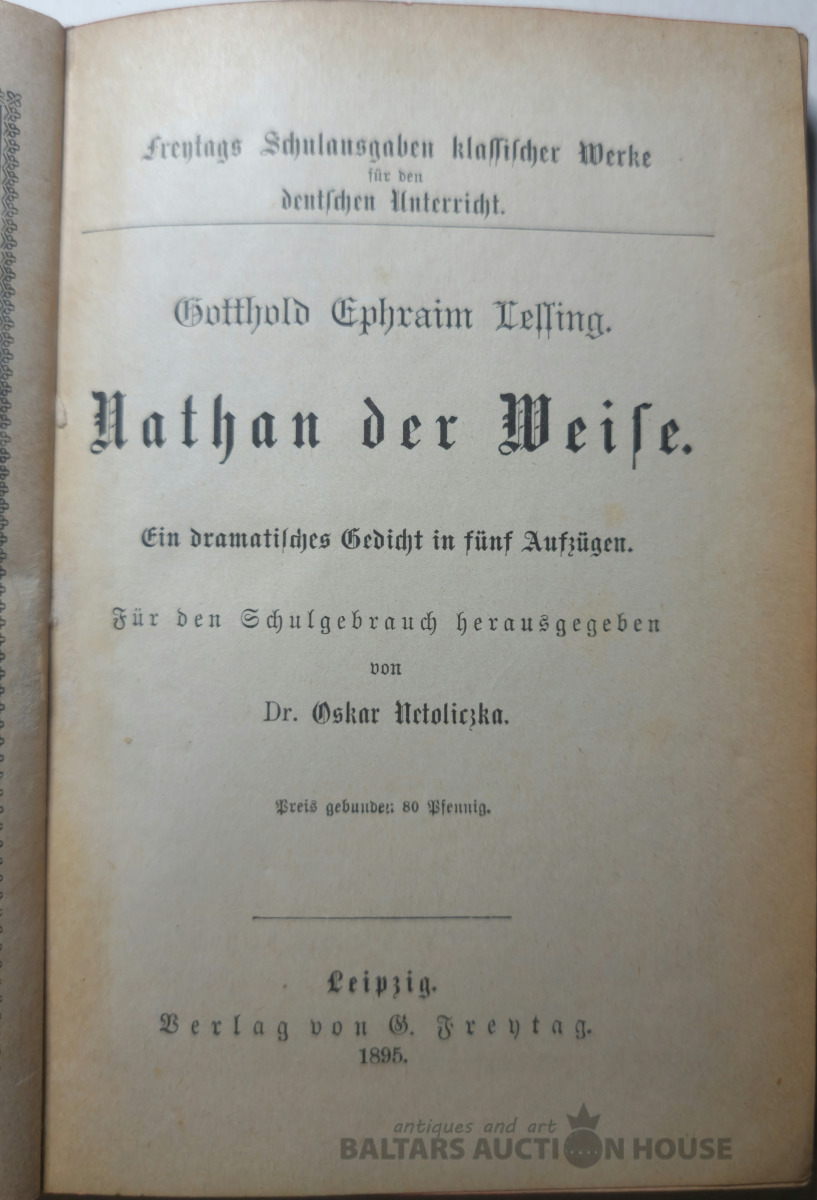 Freytags Schulausgaben klaſſiſcher Werke
für den
deutſchen Unterricht.
Gotthold Ephraim Leſſing.
Nathan der Weiſe.
Ein dramatiſches Gedicht in fünf Aufzügen.
Für den Schulgebrauch herausgegeben
von
Dr. Oskar Netoliczka.
Preis gebunden 80 Pfennig.
Leipzig.
Verlag von G. Freytag.
1895.
antiques and art
BALTARS AUCTION HOUSE